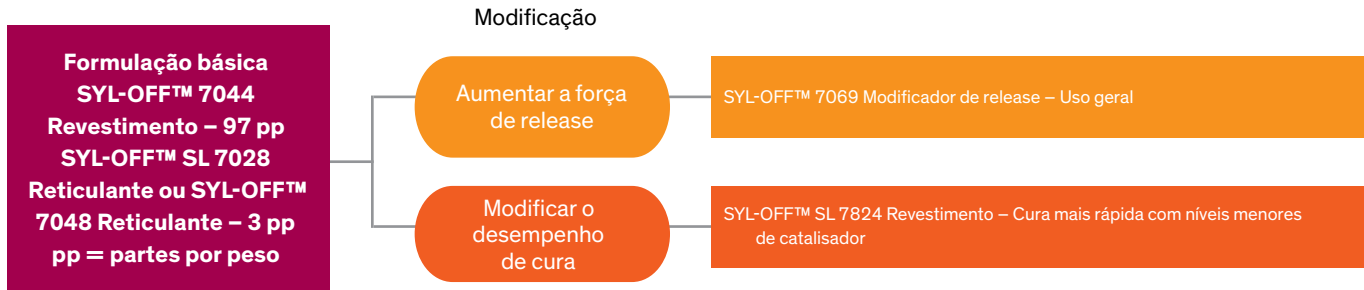 Modificação
Formulação básica
SYL-OFF™ 7044
Revestimento – 97 pp
SYL-OFF™ SL 7028
Reticulante ou SYL-OFF™
7048 Reticulante – 3 pp
pp = partes por peso
Aumentar a força
de release
SYL-OFF™ 7069 Modificador de release – Uso geral
Modificar o
desempenho
de cura
SYL-OFF™ SL 7824 Revestimento – Cura mais rápida com níveis menores
de catalisador